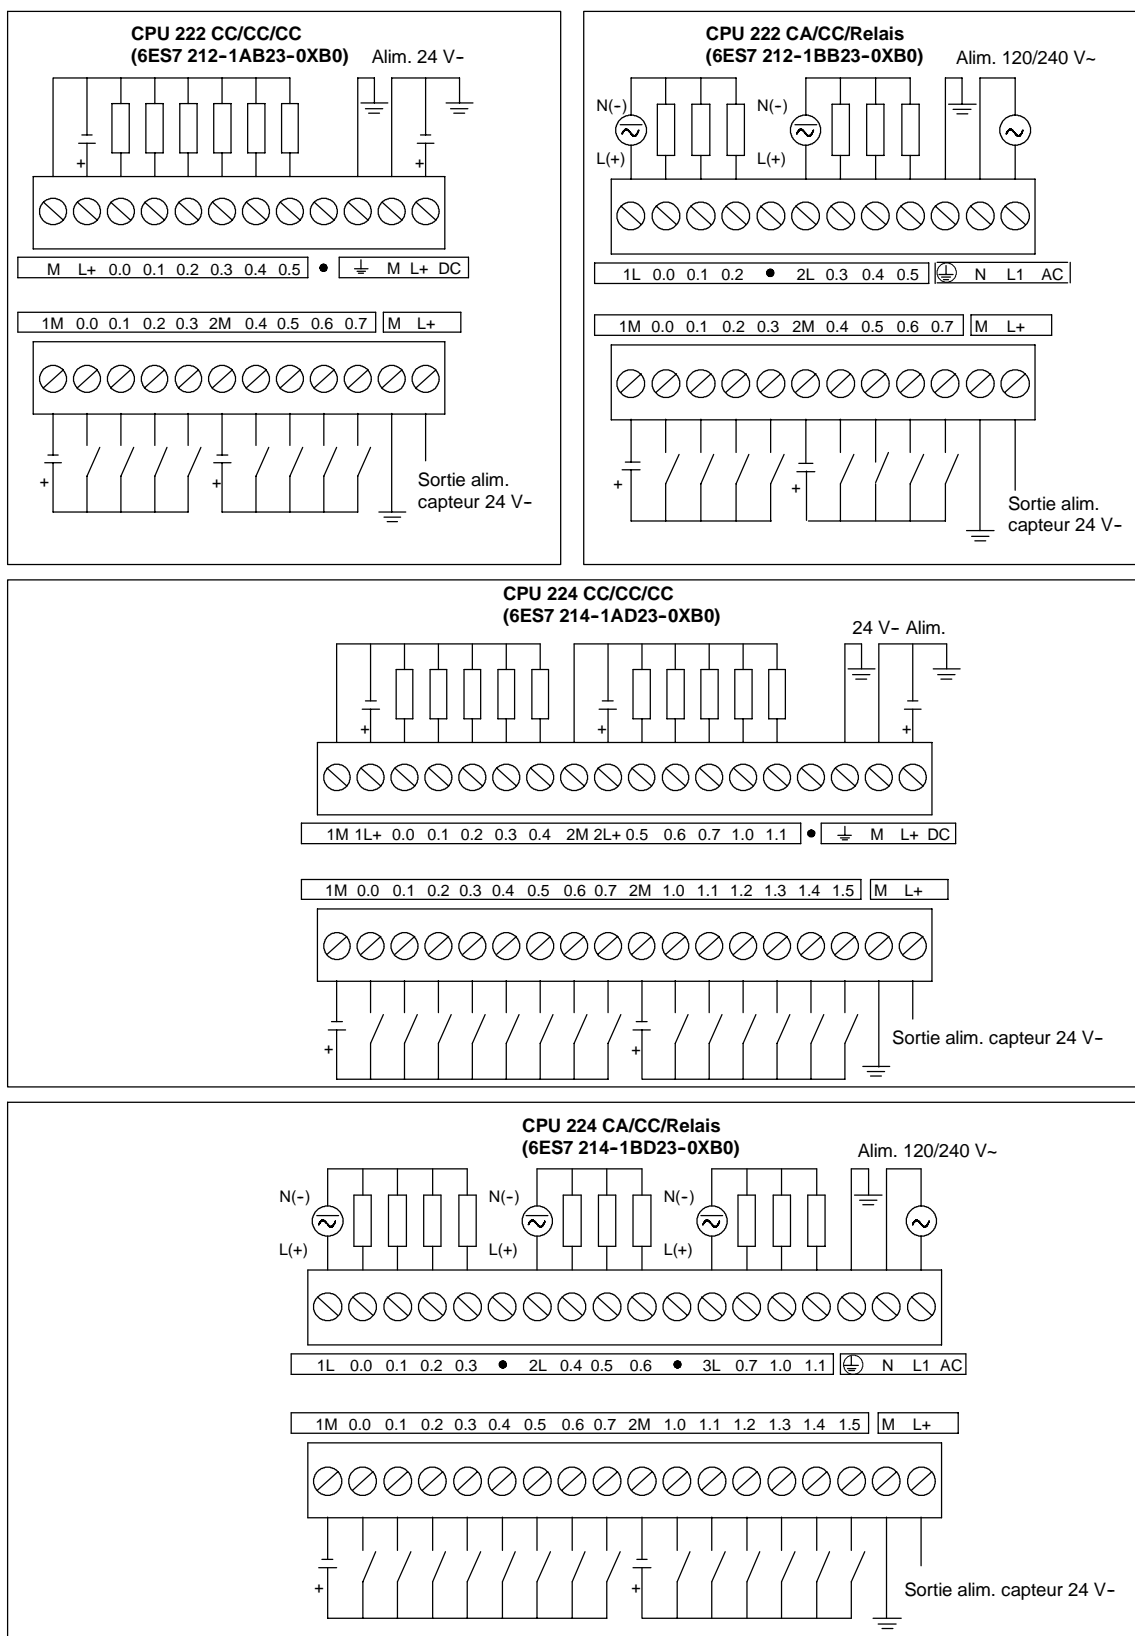 CPU 222 CC/CC/CC
(6ES7 212-1AB23-0XB0)
Alim. 24 V-
+
+
M L+ 0.0 0.1 0.2 0.3 0.4 0.5 • M L+ DC
1M 0.0 0.1 0.2 0.3 2M 0.4 0.5 0.6 0.7 M L+
+
+
Sortie alim.
capteur 24 V-
CPU 222 CA/CC/Relais
(6ES7 212-1BB23-0XB0)
Alim. 120/240 V~
N(-)
N(-)
L(+)
L(+)
1L 0.0 0.1 0.2 • 2L 0.3 0.4 0.5 N L1 AC
1M 0.0 0.1 0.2 0.3 2M 0.4 0.5 0.6 0.7 M L+
+
+
Sortie alim.
capteur 24 V-
CPU 224 CC/CC/CC
(6ES7 214-1AD23-0XB0)
24 V- Alim.
+
+
+
1M 1L+ 0.0 0.1 0.2 0.3 0.4 2M 2L+ 0.5 0.6 0.7 1.0 1.1 • M L+ DC
1M 0.0 0.1 0.2 0.3 0.4 0.5 0.6 0.7 2M 1.0 1.1 1.2 1.3 1.4 1.5 M L+
+
+
Sortie alim. capteur 24 V-
CPU 224 CA/CC/Relais
(6ES7 214-1BD23-0XB0)
Alim. 120/240 V~
N(-)
N(-)
N(-)
L(+)
L(+)
L(+)
1L 0.0 0.1 0.2 0.3 • 2L 0.4 0.5 0.6 • 3L 0.7 1.0 1.1 N L1 AC
1M 0.0 0.1 0.2 0.3 0.4 0.5 0.6 0.7 2M 1.0 1.1 1.2 1.3 1.4 1.5 M L+
+
+
Sortie alim. capteur 24 V-